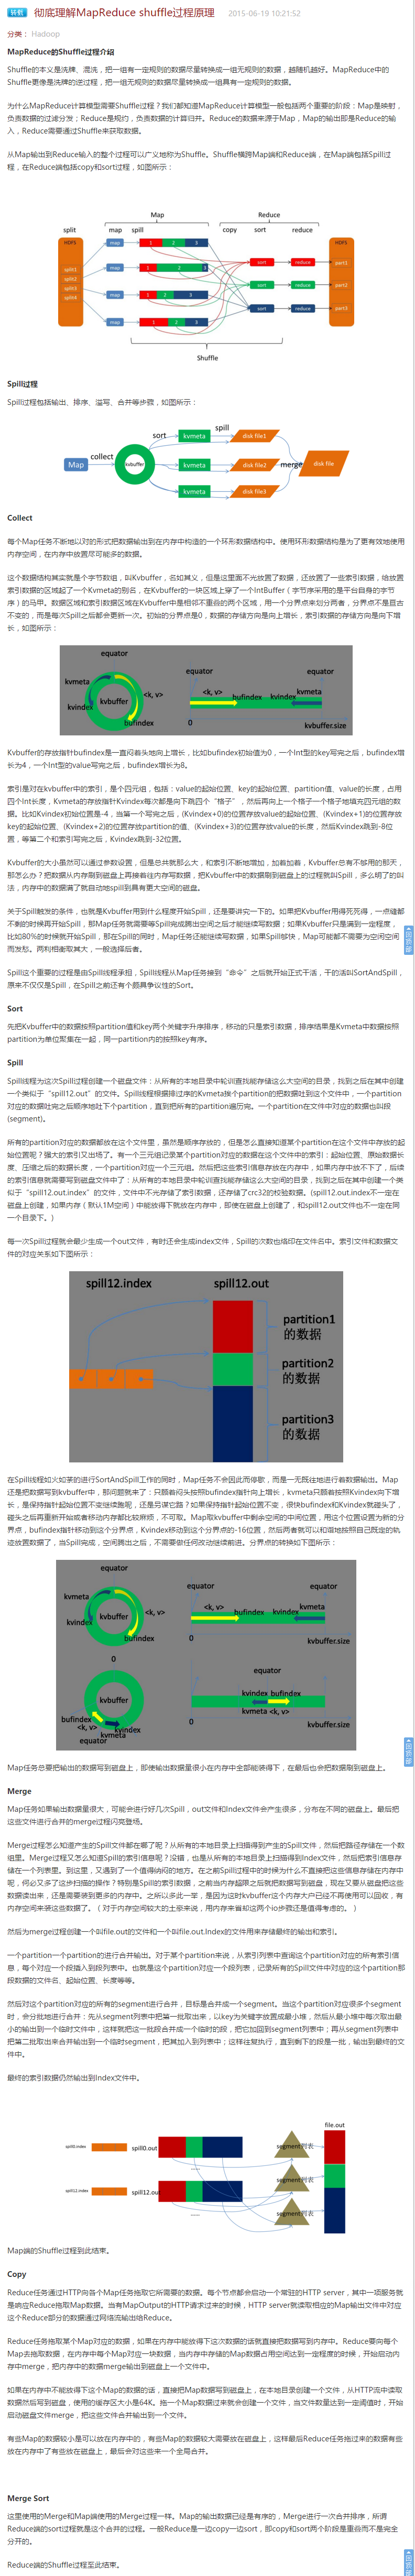 转载 彻底理解MapReduce shuffle过程原理 2015-06-19 10:21:52
分类： Hadoop
MapReduce的Shuffle过程介绍
Shuffle的本义是洗牌、混洗，把一组有一定规则的数据尽量转换成一组无规则的数据，越随机越好。MapReduce中的
Shuffle更像是洗牌的逆过程，把一组无规则的数据尽量转换成一组具有一定规则的数据。
为什么MapReduce计算模型需要Shuffle过程？我们都知道MapReduce计算模型一般包括两个重要的阶段：Map是映射，
负责数据的过滤分发；Reduce是规约，负责数据的计算归并。Reduce的数据来源于Map，Map的输出即是Reduce的输
入，Reduce需要通过Shuffle来获取数据。
从Map输出到Reduce输入的整个过程可以广义地称为Shuffle。Shuffle横跨Map端和Reduce端，在Map端包括Spill过
程，在Reduce端包括copy和sort过程，如图所示：
Map Reduce
split map spill copy sort reduce
HDFS HDFS
split1 split2 split3 split4
map 1 2 3
map 1 2 3
map 1 2 3
map 1 2 3
sort reduce part1
sort reduce part2
sort reduce part3
Shuffle
Spill过程
Spill过程包括输出、排序、溢写、合并等步骤，如图所示：
Map collect kvbuffer sort spill merge
kvmeta disk file1
kvmeta disk file2
kvmeta disk file3
disk file
Collect
每个Map任务不断地以对的形式把数据输出到在内存中构造的一个环形数据结构中。使用环形数据结构是为了更有效地使用
内存空间，在内存中放置尽可能多的数据。
这个数据结构其实就是个字节数组，叫Kvbuffer，名如其义，但是这里面不光放置了数据，还放置了一些索引数据，给放置
索引数据的区域起了一个Kvmeta的别名，在Kvbuffer的一块区域上穿了一个IntBuffer（字节序采用的是平台自身的字节
序）的马甲。数据区域和索引数据区域在Kvbuffer中是相邻不重叠的两个区域，用一个分界点来划分两者，分界点不是亘古
不变的，而是每次Spill之后都会更新一次。初始的分界点是0，数据的存储方向是向上增长，索引数据的存储方向是向下增
长，如图所示：
equator
kvmeta
kvindex kvbuffer <k, v>
bufindex
equator equator
<k, v> bufindex kvindex kvmeta
0 kvbuffer.size
Kvbuffer的存放指针bufindex是一直闷着头地向上增长，比如bufindex初始值为0，一个Int型的key写完之后，bufindex增
长为4，一个Int型的value写完之后，bufindex增长为8。
索引是对在kvbuffer中的索引，是个四元组，包括：value的起始位置、key的起始位置、partition值、value的长度，占用
四个Int长度，Kvmeta的存放指针Kvindex每次都是向下跳四个“格子”，然后再向上一个格子一个格子地填充四元组的数
据。比如Kvindex初始位置是-4，当第一个写完之后，(Kvindex+0)的位置存放value的起始位置、(Kvindex+1)的位置存放
key的起始位置、(Kvindex+2)的位置存放partition的值、(Kvindex+3)的位置存放value的长度，然后Kvindex跳到-8位
置，等第二个和索引写完之后，Kvindex跳到-32位置。
Kvbuffer的大小虽然可以通过参数设置，但是总共就那么大，和索引不断地增加，加着加着，Kvbuffer总有不够用的那天，
那怎么办？把数据从内存刷到磁盘上再接着往内存写数据，把Kvbuffer中的数据刷到磁盘上的过程就叫Spill，多么明了的叫
法，内存中的数据满了就自动地spill到具有更大空间的磁盘。
关于Spill触发的条件，也就是Kvbuffer用到什么程度开始Spill，还是要讲究一下的。如果把Kvbuffer用得死死得，一点缝都
不剩的时候再开始Spill，那Map任务就需要等Spill完成腾出空间之后才能继续写数据；如果Kvbuffer只是满到一定程度，
比如80%的时候就开始Spill，那在Spill的同时，Map任务还能继续写数据，如果Spill够快，Map可能都不需要为空闲空间
而发愁。两利相衡取其大，一般选择后者。
Spill这个重要的过程是由Spill线程承担，Spill线程从Map任务接到“命令”之后就开始正式干活，干的活叫SortAndSpill，
原来不仅仅是Spill，在Spill之前还有个颇具争议性的Sort。
Sort
先把Kvbuffer中的数据按照partition值和key两个关键字升序排序，移动的只是索引数据，排序结果是Kvmeta中数据按照
partition为单位聚集在一起，同一partition内的按照key有序。
Spill
Spill线程为这次Spill过程创建一个磁盘文件：从所有的本地目录中轮训查找能存储这么大空间的目录，找到之后在其中创建
一个类似于“spill12.out”的文件。Spill线程根据排过序的Kvmeta挨个partition的把数据吐到这个文件中，一个partition
对应的数据吐完之后顺序地吐下个partition，直到把所有的partition遍历完。一个partition在文件中对应的数据也叫段
(segment)。
所有的partition对应的数据都放在这个文件里，虽然是顺序存放的，但是怎么直接知道某个partition在这个文件中存放的起
始位置呢？强大的索引又出场了。有一个三元组记录某个partition对应的数据在这个文件中的索引：起始位置、原始数据长
度、压缩之后的数据长度，一个partition对应一个三元组。然后把这些索引信息存放在内存中，如果内存中放不下了，后续
的索引信息就需要写到磁盘文件中了：从所有的本地目录中轮训查找能存储这么大空间的目录，找到之后在其中创建一个类
似于“spill12.out.index”的文件，文件中不光存储了索引数据，还存储了crc32的校验数据。(spill12.out.index不一定在
磁盘上创建，如果内存（默认1M空间）中能放得下就放在内存中，即使在磁盘上创建了，和spill12.out文件也不一定在同
一个目录下。)
每一次Spill过程就会最少生成一个out文件，有时还会生成index文件，Spill的次数也烙印在文件名中。索引文件和数据文
件的对应关系如下图所示：
spill12.index spill12.out
partition1
的数据
partition2
的数据
partition3
的数据
在Spill线程如火如荼的进行SortAndSpill工作的同时，Map任务不会因此而停歇，而是一无既往地进行着数据输出。Map
还是把数据写到kvbuffer中，那问题就来了：只顾着闷头按照bufindex指针向上增长，kvmeta只顾着按照Kvindex向下增
长，是保持指针起始位置不变继续跑呢，还是另谋它路？如果保持指针起始位置不变，很快bufindex和Kvindex就碰头了，
碰头之后再重新开始或者移动内存都比较麻烦，不可取。Map取kvbuffer中剩余空间的中间位置，用这个位置设置为新的分
界点，bufindex指针移动到这个分界点，Kvindex移动到这个分界点的-16位置，然后两者就可以和谐地按照自己既定的轨
迹放置数据了，当Spill完成，空间腾出之后，不需要做任何改动继续前进。分界点的转换如下图所示：
equator
kvmeta
kvindex kvbuffer <k, v>
bufindex
equator equator
<k, v> bufindex kvindex kvmeta
0 kvbuffer.size
0
kvbuffer
bufindex
<k, v> kvindex
kvmeta
equator
equator
kvindex bufindex
kvmeta <k, v>
0 kvbuffer.size
Map任务总要把输出的数据写到磁盘上，即使输出数据量很小在内存中全部能装得下，在最后也会把数据刷到磁盘上。
Merge
Map任务如果输出数据量很大，可能会进行好几次Spill，out文件和Index文件会产生很多，分布在不同的磁盘上。最后把
这些文件进行合并的merge过程闪亮登场。
Merge过程怎么知道产生的Spill文件都在哪了呢？从所有的本地目录上扫描得到产生的Spill文件，然后把路径存储在一个数
组里。Merge过程又怎么知道Spill的索引信息呢？没错，也是从所有的本地目录上扫描得到Index文件，然后把索引信息存
储在一个列表里。到这里，又遇到了一个值得纳闷的地方。在之前Spill过程中的时候为什么不直接把这些信息存储在内存中
呢，何必又多了这步扫描的操作？特别是Spill的索引数据，之前当内存超限之后就把数据写到磁盘，现在又要从磁盘把这些
数据读出来，还是需要装到更多的内存中。之所以多此一举，是因为这时kvbuffer这个内存大户已经不再使用可以回收，有
内存空间来装这些数据了。（对于内存空间较大的土豪来说，用内存来省却这两个io步骤还是值得考虑的。）
然后为merge过程创建一个叫file.out的文件和一个叫file.out.Index的文件用来存储最终的输出和索引。
一个partition一个partition的进行合并输出。对于某个partition来说，从索引列表中查询这个partition对应的所有索引信
息，每个对应一个段插入到段列表中。也就是这个partition对应一个段列表，记录所有的Spill文件中对应的这个partition那
段数据的文件名、起始位置、长度等等。
然后对这个partition对应的所有的segment进行合并，目标是合并成一个segment。当这个partition对应很多个segment
时，会分批地进行合并：先从segment列表中把第一批取出来，以key为关键字放置成最小堆，然后从最小堆中每次取出最
小的输出到一个临时文件中，这样就把这一批段合并成一个临时的段，把它加回到segment列表中；再从segment列表中
把第二批取出来合并输出到一个临时segment，把其加入到列表中；这样往复执行，直到剩下的段是一批，输出到最终的文
件中。
最终的索引数据仍然输出到Index文件中。
file.out
spill0.index spill0.out segment列表
...... segment列表
spill12.index spill12.out segment列表
......
Map端的Shuffle过程到此结束。
Copy
Reduce任务通过HTTP向各个Map任务拖取它所需要的数据。每个节点都会启动一个常驻的HTTP server，其中一项服务就
是响应Reduce拖取Map数据。当有MapOutput的HTTP请求过来的时候，HTTP server就读取相应的Map输出文件中对应
这个Reduce部分的数据通过网络流输出给Reduce。
Reduce任务拖取某个Map对应的数据，如果在内存中能放得下这次数据的话就直接把数据写到内存中。Reduce要向每个
Map去拖取数据，在内存中每个Map对应一块数据，当内存中存储的Map数据占用空间达到一定程度的时候，开始启动内
存中merge，把内存中的数据merge输出到磁盘上一个文件中。
如果在内存中不能放得下这个Map的数据的话，直接把Map数据写到磁盘上，在本地目录创建一个文件，从HTTP流中读取
数据然后写到磁盘，使用的缓存区大小是64K。拖一个Map数据过来就会创建一个文件，当文件数量达到一定阈值时，开始
启动磁盘文件merge，把这些文件合并输出到一个文件。
有些Map的数据较小是可以放在内存中的，有些Map的数据较大需要放在磁盘上，这样最后Reduce任务拖过来的数据有些
放在内存中了有些放在磁盘上，最后会对这些来一个全局合并。
Merge Sort
这里使用的Merge和Map端使用的Merge过程一样。Map的输出数据已经是有序的，Merge进行一次合并排序，所谓
Reduce端的sort过程就是这个合并的过程。一般Reduce是一边copy一边sort，即copy和sort两个阶段是重叠而不是完全
分开的。
Reduce端的Shuffle过程至此结束。